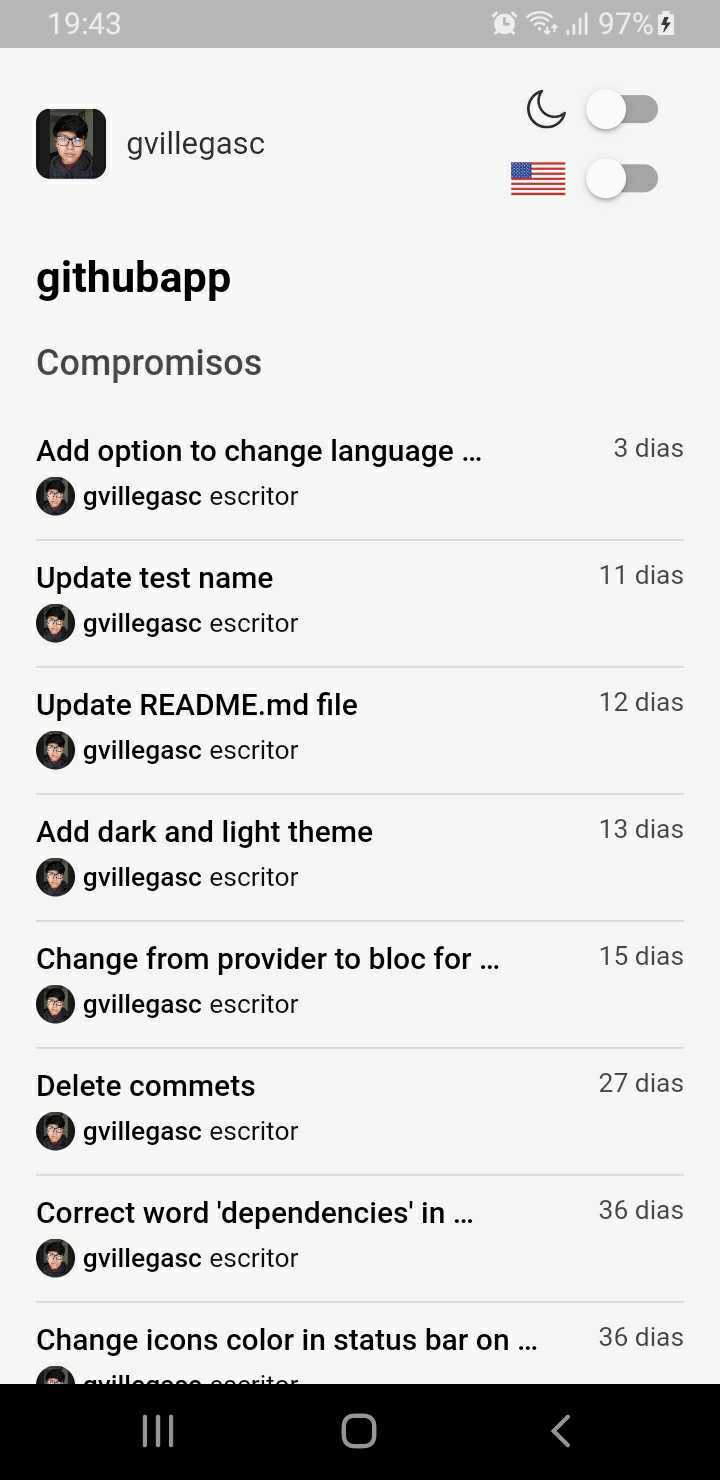 19:43
97%
gvillegasc
githubapp
Compromisos
Add option to change language ...
3 dias
gvillegasc escritor
Update test name
11 dias
gvillegasc escritor
Update README.md file
12 dias
gvillegasc escritor
Add dark and light theme
13 dias
gvillegasc escritor
Change from provider to bloc for ...
15 dias
gvillegasc escritor
Delete commets
27 dias
gvillegasc escritor
Correct word 'dependencies' in ...
36 dias
gvillegasc escritor
Change icons color in status bar on ...
36 dias
gvillegasc escritor